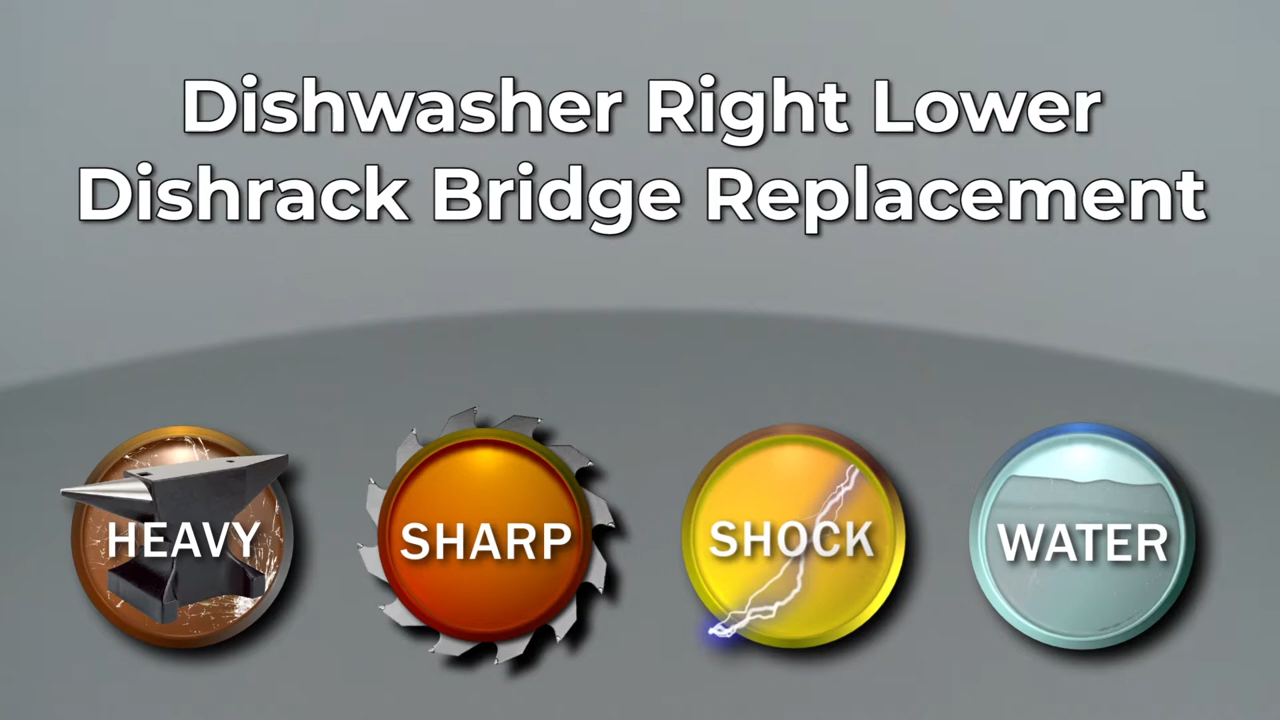 Dishwasher Right Lower
Dishrack Bridge Replacement
HEAVY
SHARP
SHOCK
WATER